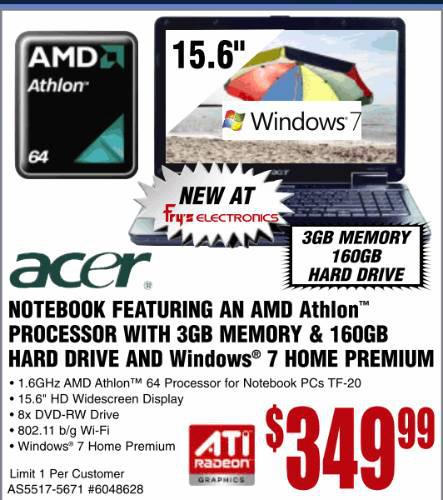 AMD
Athlon™
64
15.6"
Windows 7
acer
NEW AT
Fry's ELECTRONICS
3GB MEMORY
160GB
HARD DRIVE
acer®
NOTEBOOK FEATURING AN AMD Athlon™
PROCESSOR WITH 3GB MEMORY & 160GB
HARD DRIVE AND Windows® 7 HOME PREMIUM
• 1.6GHz AMD Athlon™ 64 Processor for Notebook PCs TF-20
• 15.6" HD Widescreen Display
• 8x DVD-RW Drive
• 802.11 b/g Wi-Fi
• Windows® 7 Home Premium
Limit 1 Per Customer
AS5517-5671 #6048628
ATI
RADEON
GRAPHICS
$349.99